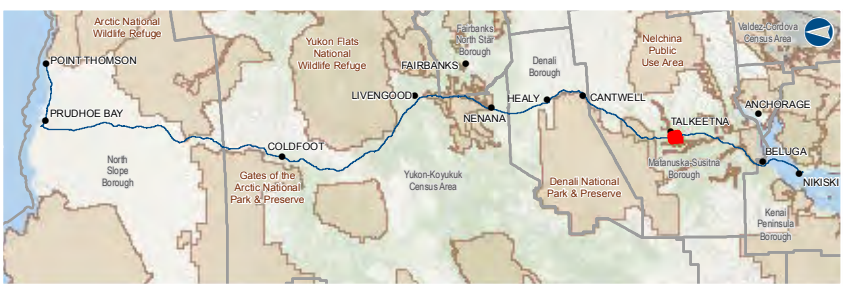 Arctic National
Wildlife Refuge
POINT THOMSON
PRUDHOE BAY
North
Slope
Borough
COLDFOOT
Gates of the
Arctic National
Park & Preserve
Yukon Flats
National
Wildlife Refuge
LIVENGOOD
Fairbanks
North Star
Borough
FAIRBANKS
NENANA
Yukon-Koyukuk
Census Area
Denali
Borough
HEALY
CANTWELL
Denali National
Park & Preserve
Nelchina
Public
Use Area
TALKEETNA
Matanuska-Susitna
Borough
Valdez-Cordova
Census Area
ANCHORAGE
BELUGA
NIKISKI
Kenai
Peninsula
Borough